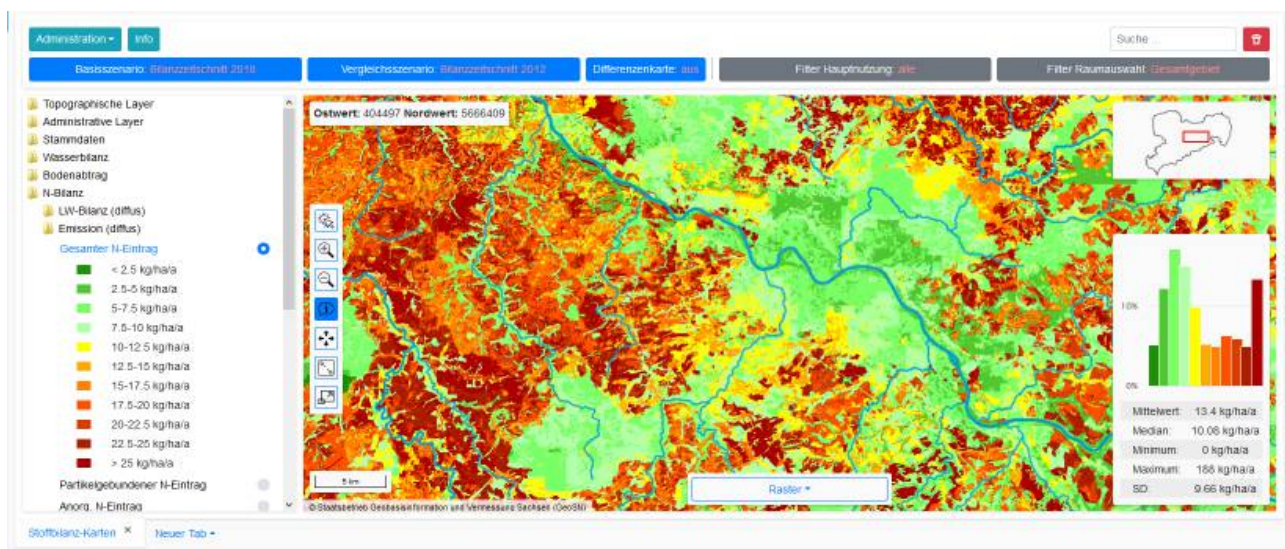 Administration
Info
Suche ...
Basisszenario: Bilanzzeitschnitt 2018
Vergleichsszenario: Bilanzzeitschnitt 2012
Differenzenkarte: aus
Filter Hauptnutzung: alle
Filter Raumauswahl: Gesamtgebiet
Topographische Layer
Administrative Layer
Stammdaten
Wasserbilanz
Bodenabtrag
N-Bilanz
LW-Bilanz (diffus)
Emission (diffus)
Gesamter N-Eintrag
< 2.5 kg/ha/a
2.5-5 kg/ha/a
5-7.5 kg/ha/a
7.5-10 kg/ha/a
10-12.5 kg/ha/a
12.5-15 kg/ha/a
15-17.5 kg/ha/a
17.5-20 kg/ha/a
20-22.5 kg/ha/a
22.5-25 kg/ha/a
> 25 kg/ha/a
Partikelgebundener N-Eintrag
Anorg. N-Eintrag
Ostwert: 404497 Nordwert: 5666409
5 km
© Staatsbetrieb Geobasisinformation und Vermessung Sachsen (GeoSN)
Raster
10%
0%
Mittelwert: 13.4 kg/ha/a
Median: 10.08 kg/ha/a
Minimum: 0 kg/ha/a
Maximum: 188 kg/ha/a
SD: 9.66 kg/ha/a
Stoffbilanz-Karten ×
Neuer Tab